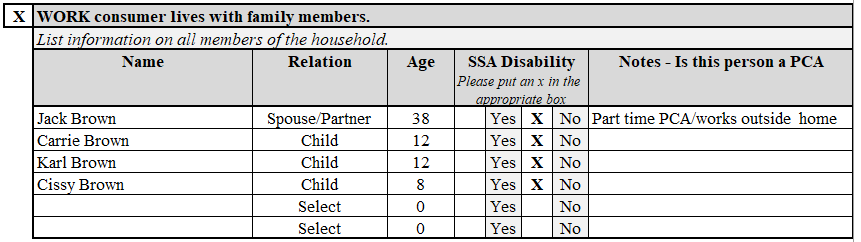 X WORK consumer lives with family members.
List information on all members of the household.
Name Relation Age SSA Disability Notes - Is this person a PCA
Please put an x in the
appropriate box
Jack Brown Spouse/Partner 38 Yes X No Part time PCA/works outside home
Carrie Brown Child 12 Yes X No
Karl Brown Child 12 Yes X No
Cissy Brown Child 8 Yes X No
Select 0 Yes No
Select 0 Yes No